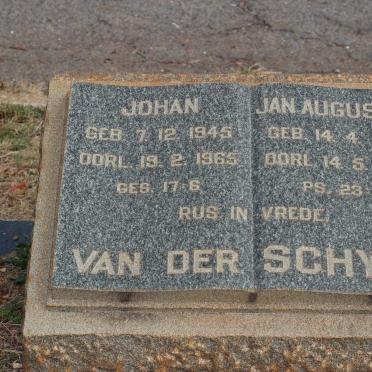 JOHAN
GEB. 7. 12. 1945
OORL. 19. 2. 1965
GES. 17-6
JAN AUGUS
GEB. 14. 4.
OORL. 14. 5.
PS. 23
RUS IN VREDE.
VAN DER SCHY